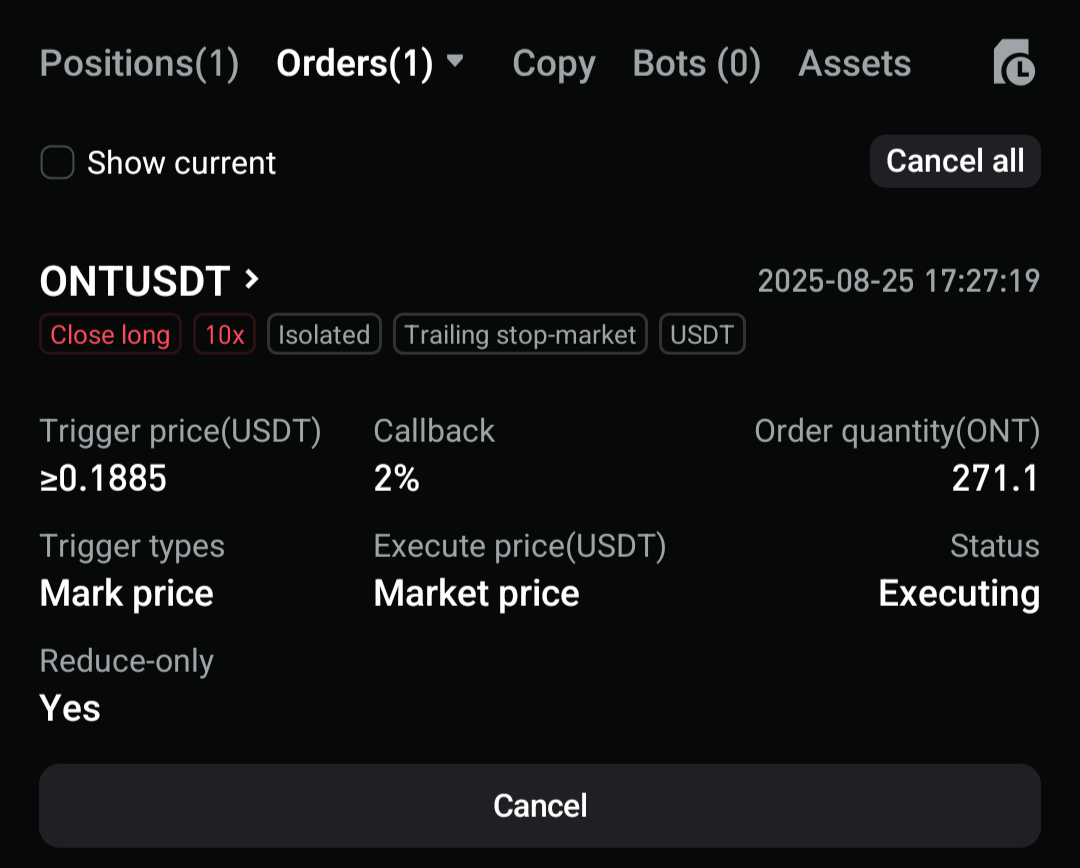 Positions(1) Orders(1) Copy Bots (0) Assets
Show current Cancel all
ONTUSDT 2025-08-25 17:27:19
Close long 10x Isolated Trailing stop-market USDT
Trigger price(USDT) Callback Order quantity(ONT)
≥0.1885 2% 271.1
Trigger types Execute price(USDT) Status
Mark price Market price Executing
Reduce-only
Yes
Cancel